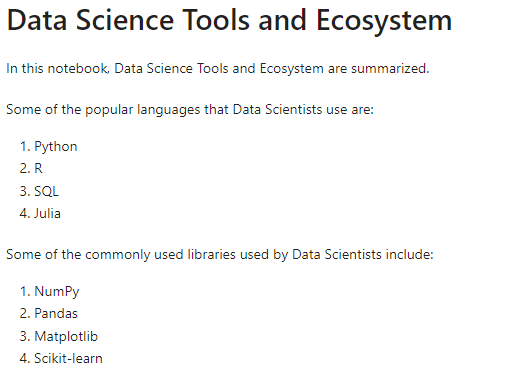 Data Science Tools and Ecosystem
In this notebook, Data Science Tools and Ecosystem are summarized.
Some of the popular languages that Data Scientists use are:
1. Python
2. R
3. SQL
4. Julia
Some of the commonly used libraries used by Data Scientists include:
1. NumPy
2. Pandas
3. Matplotlib
4. Scikit-learn